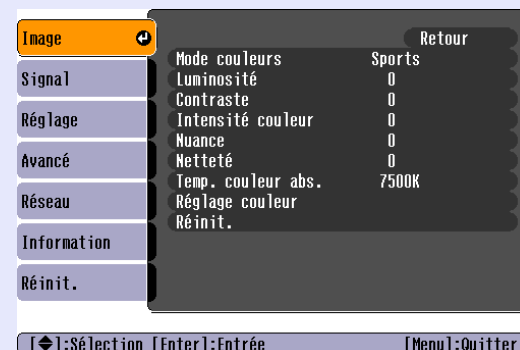 Image
Signal
Réglage
Avancé
Réseau
Information
Réinit.
Retour
Mode couleurs Sports
Luminosité 0
Contraste 0
Intensité couleur 0
Nuance 0
Netteté 0
Temp. couleur abs. 7500K
Réglage couleur
Réinit.
[◆]:Sélection [Enter]:Entrée [Menu]:Quitter